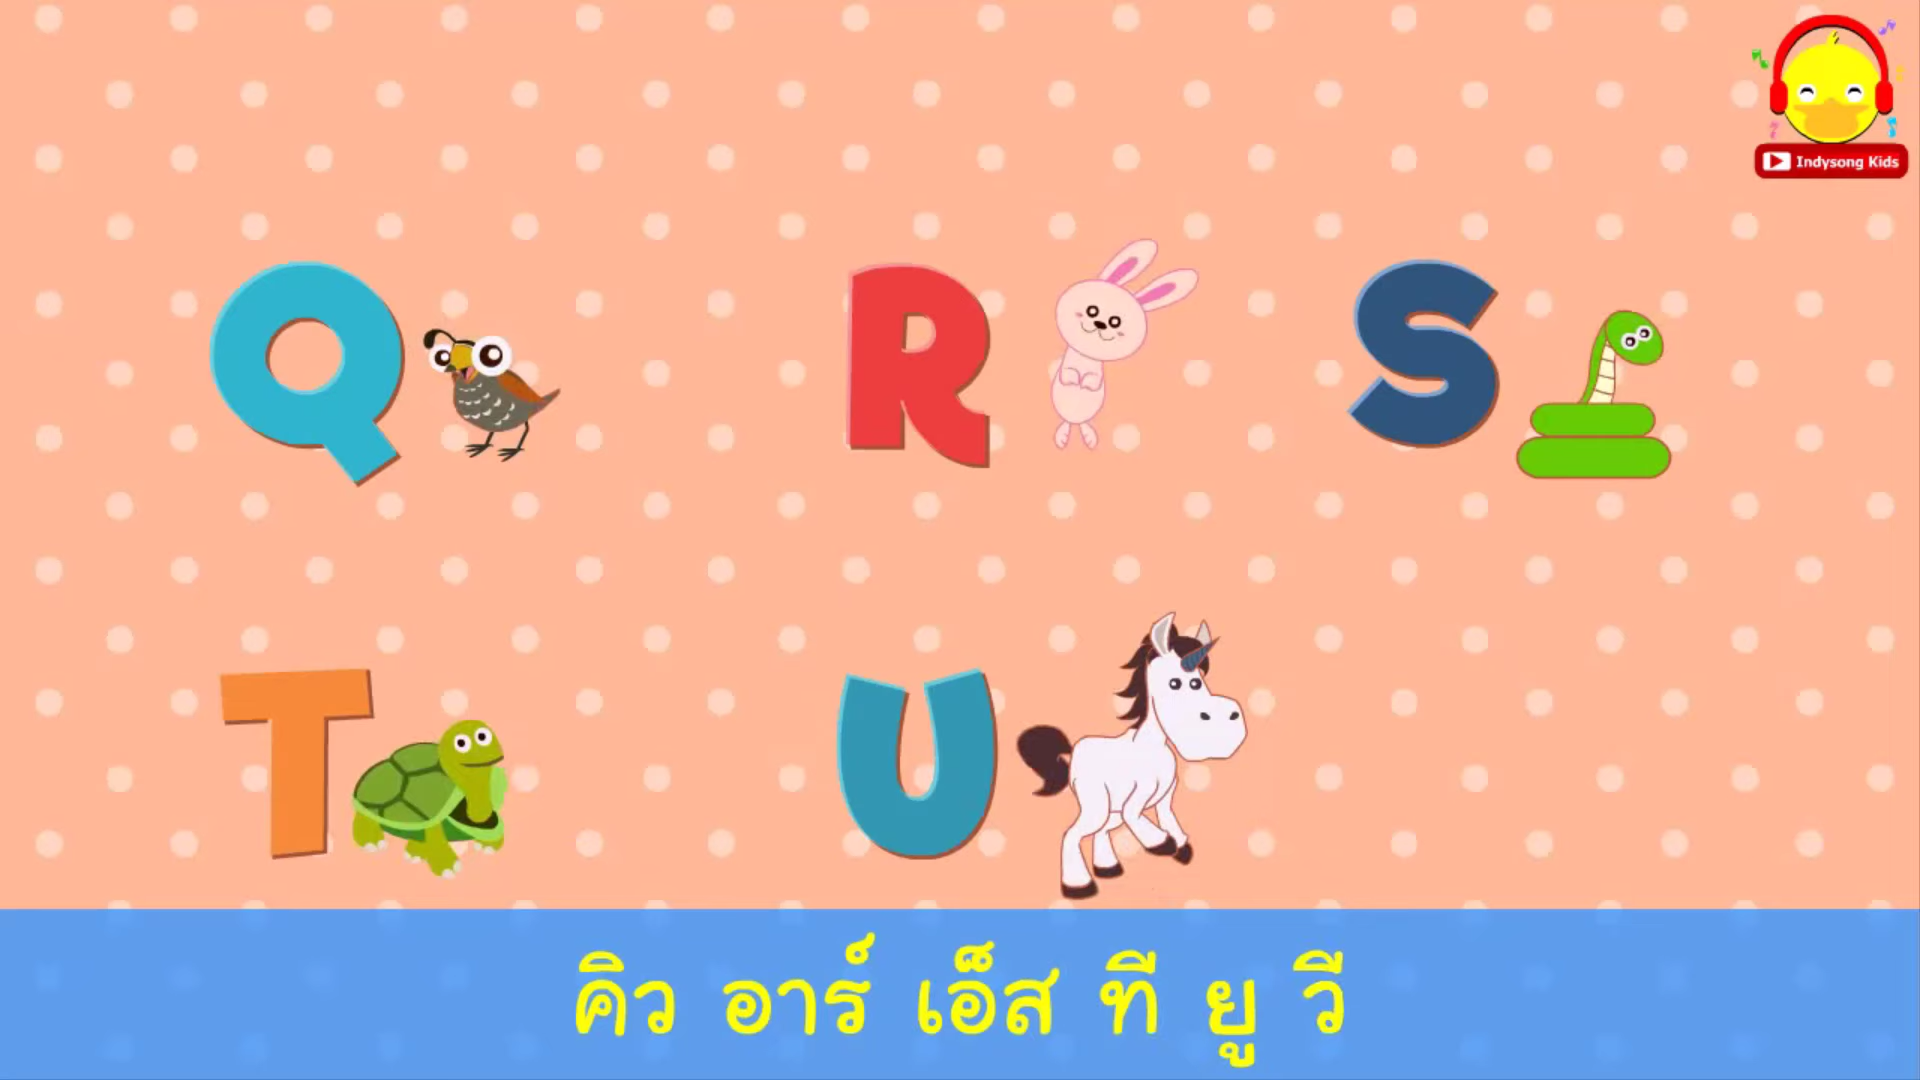 Indysong Kids
Q R S
T U
คิว อาร์ เอ็ส ที ยู วี